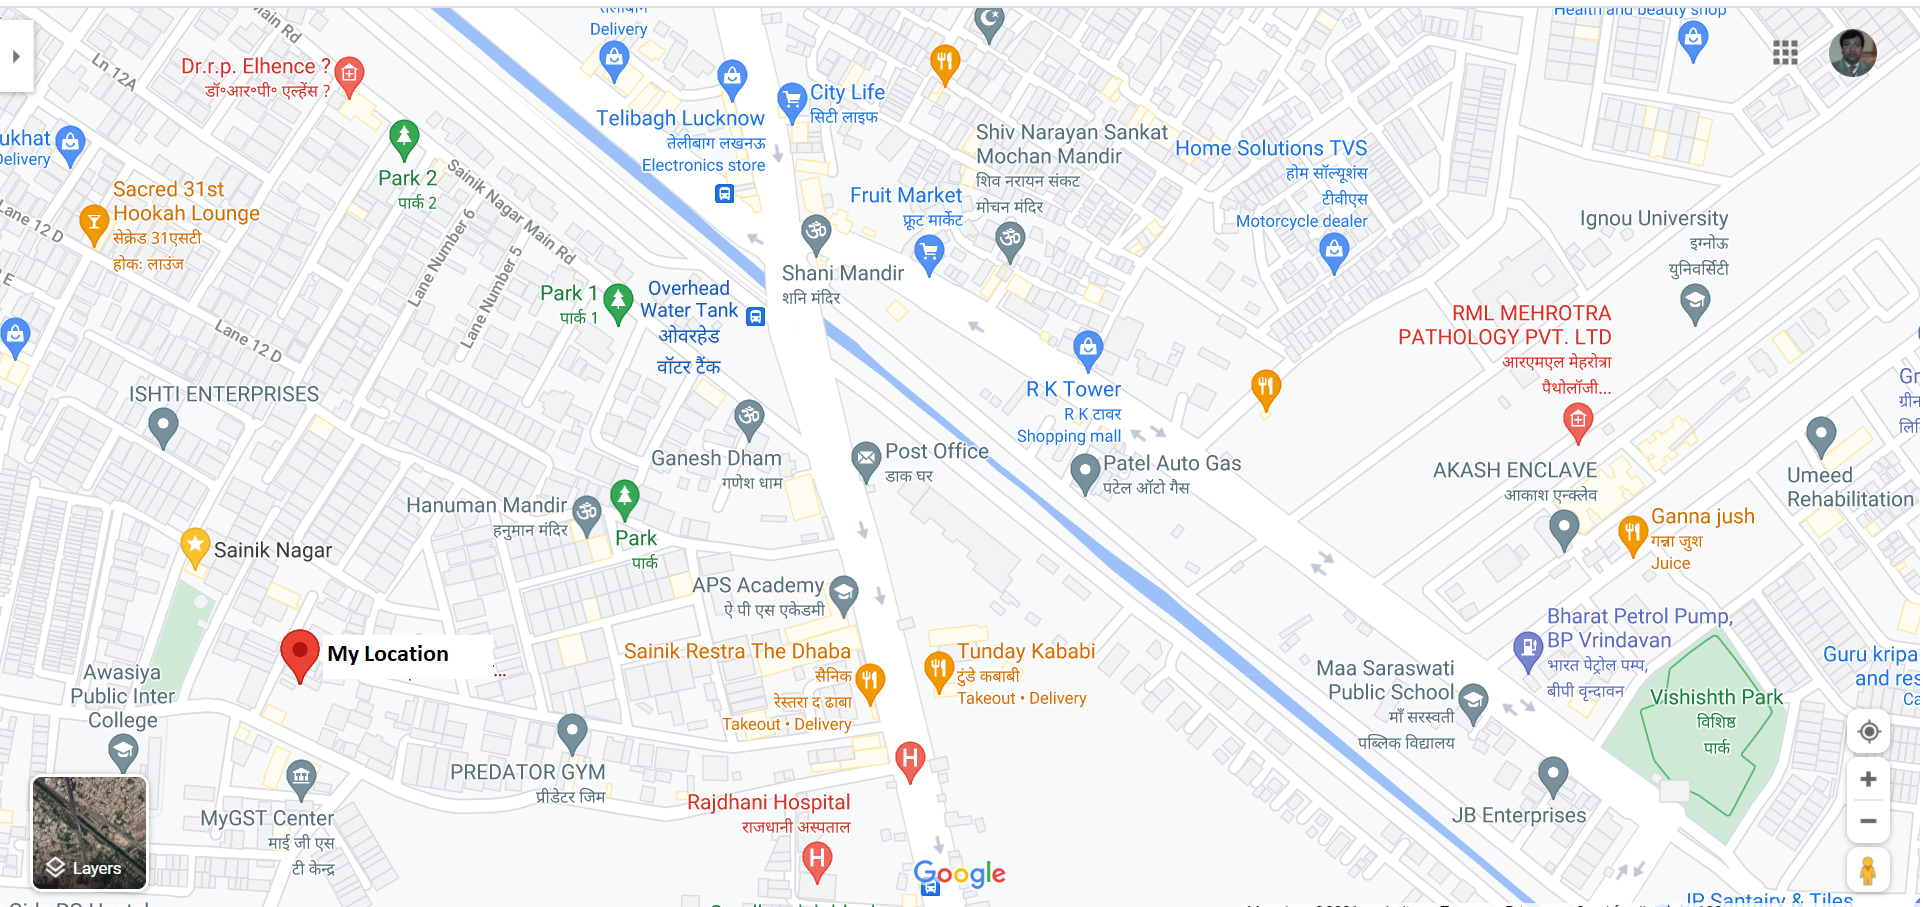 तेलीबाग
Delivery
Health and beauty shop
Main Rd
Ln 12A
Dr.r.p. Elhence ?
डॉ०आर०पी० एल्हेंस ?
City Life
सिटी लाइफ
Telibagh Lucknow
तेलीबाग लखनऊ
Electronics store
ukhat
Delivery
Park 2
पार्क 2
Shiv Narayan Sankat
Mochan Mandir
शिव नरायन संकट
मोचन मंदिर
Home Solutions TVS
होम सॉल्यूशंस
टीवीएस
Motorcycle dealer
Sacred 31st
Hookah Lounge
सेक्रेड 31एसटी
होक: लाउंज
Lane 12 D
E
Lane Number 6
Sainik Nagar Main Rd
Lane Number 5
Fruit Market
फ्रूट मार्केट
Ignou University
इग्नोऊ
युनिवर्सिटी
Shani Mandir
शनि मंदिर
Park 1
पार्क 1
Overhead
Water Tank
ओवरहेड
वॉटर टैंक
RML MEHROTRA
PATHOLOGY PVT. LTD
आरएमएल मेहरोत्रा
पैथोलॉजी...
Lane 12 D
ISHTI ENTERPRISES
R K Tower
R K टावर
Shopping mall
Gr
ग्रीन
लि
Ganesh Dham
गणेश धाम
Post Office
डाक घर
Patel Auto Gas
पटेल ऑटो गैस
AKASH ENCLAVE
आकाश एन्क्लेव
Umeed
Rehabilitation
Hanuman Mandir
हनुमान मंदिर
Park
पार्क
Ganna jush
गन्ना जुश
Juice
Sainik Nagar
APS Academy
ऐ पी एस एकेडमी
My Location
...
Sainik Restra The Dhaba
सैनिक
रेस्तरा द ढाबा
Takeout • Delivery
Tunday Kababi
टुंडे कबाबी
Takeout • Delivery
Bharat Petrol Pump,
BP Vrindavan
भारत पेट्रोल पम्प,
बीपी वृन्दावन
Maa Saraswati
Public School
माँ सरस्वती
पब्लिक विद्यालय
Guru kripa
and res
Ca
Awasiya
Public Inter
College
Vishishth Park
विशिष्ठ
पार्क
PREDATOR GYM
प्रीडेटर जिम
H
Rajdhani Hospital
राजधानी अस्पताल
H
MyGST Center
माई जी एस
टी केन्द्र
JB Enterprises
Layers
Google
JP Santairy & Tiles